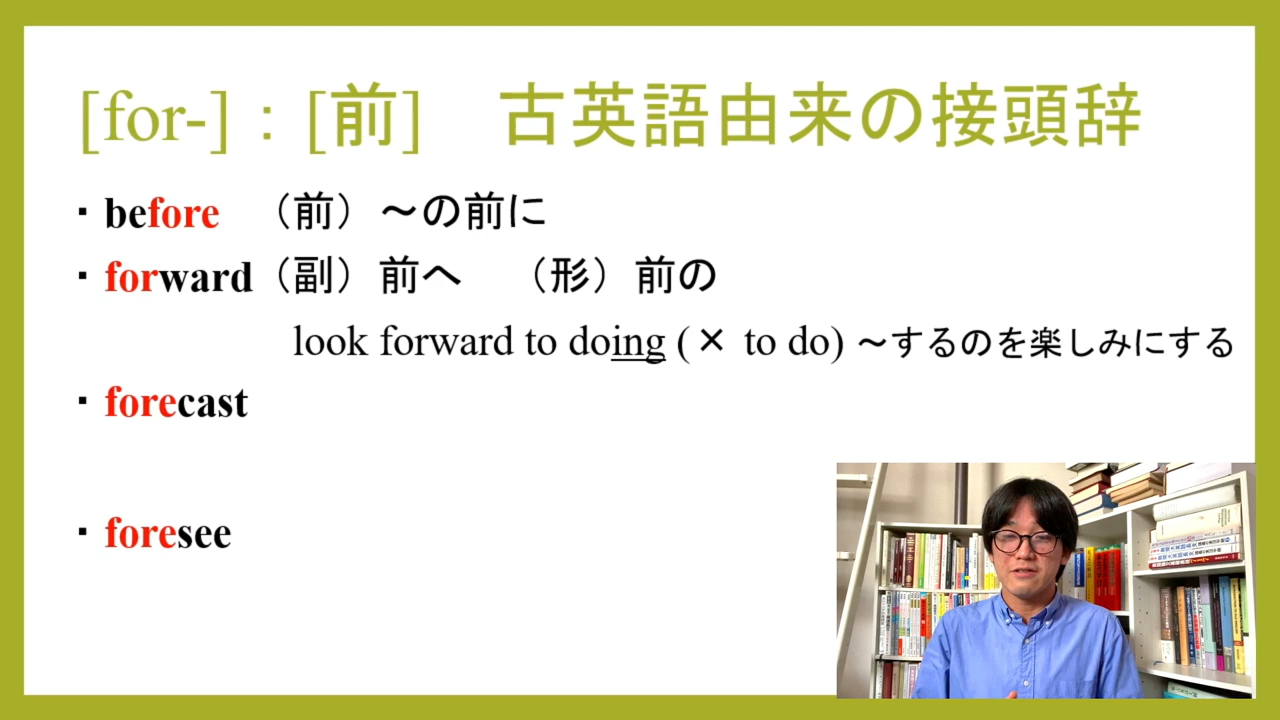 [for-]：[前]　古英語由来の接頭辞
・before　（前）～の前に
・forward（副）前へ　（形）前の
look forward to doing (× to do) ～するのを楽しみにする
・forecast
・foresee